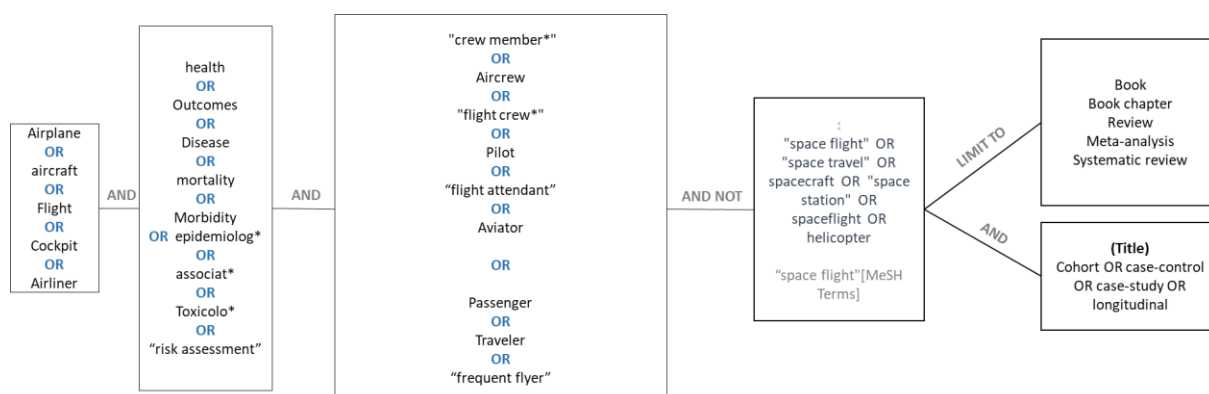 Airplane
OR
aircraft
OR
Flight
OR
Cockpit
OR
Airliner
AND
health
OR
Outcomes
OR
Disease
OR
mortality
OR
Morbidity
OR epidemiolog*
OR
associat*
OR
Toxicolo*
OR
“risk assessment”
AND
"crew member*"
OR
Aircrew
OR
"flight crew*"
OR
Pilot
OR
“flight attendant”
OR
Aviator
OR
Passenger
OR
Traveler
OR
“frequent flyer”
AND NOT
:
"space flight" OR
"space travel" OR
spacecraft OR "space
station" OR
spaceflight OR
helicopter
“space flight"[MeSH
Terms]
LIMIT TO
Book
Book chapter
Review
Meta-analysis
Systematic review
AND
(Title)
Cohort OR case-control
OR case-study OR
longitudinal